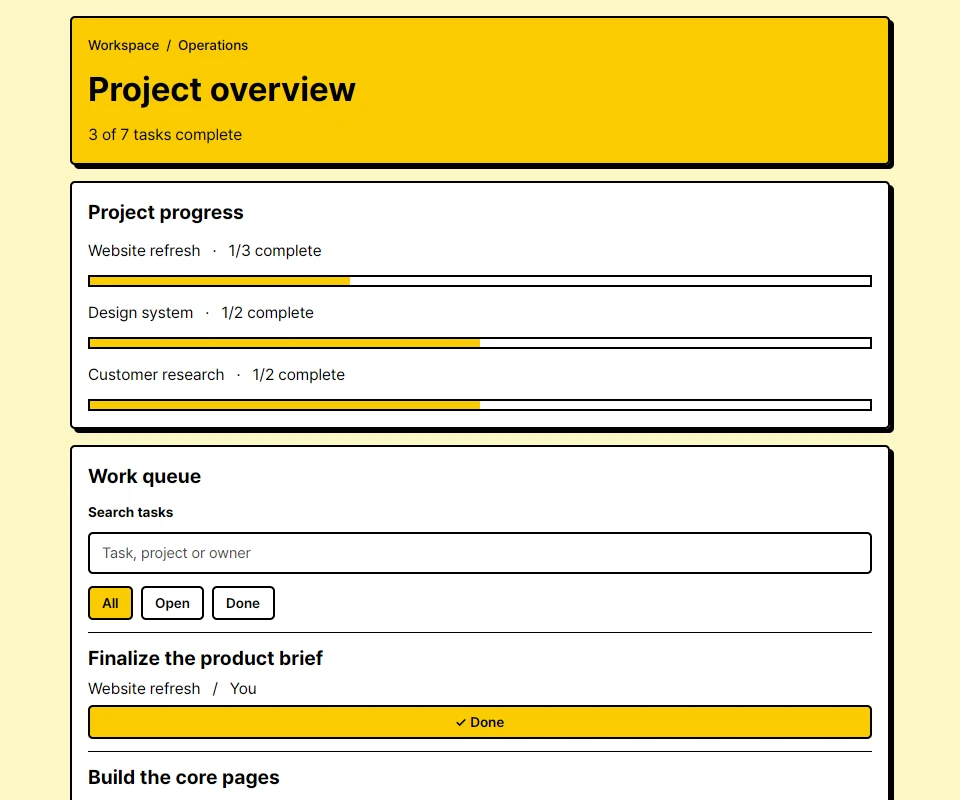 Workspace / Operations
Project overview
3 of 7 tasks complete
Project progress
Website refresh · 1/3 complete
Design system · 1/2 complete
Customer research · 1/2 complete
Work queue
Search tasks
Task, project or owner
All Open Done
Finalize the product brief
Website refresh / You
✓ Done
Build the core pages